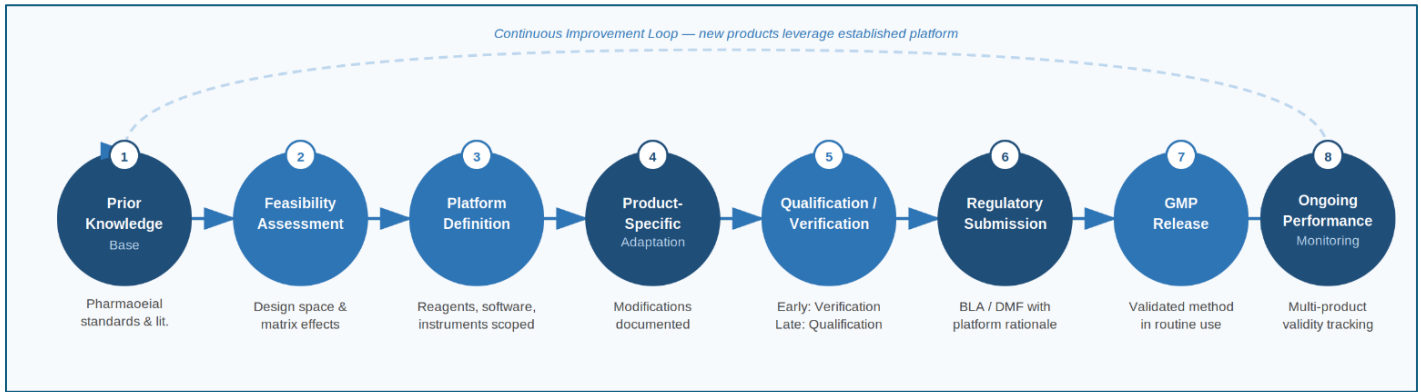 Continuous Improvement Loop — new products leverage established platform
1
Prior
Knowledge
Base
Pharmaoeial
standards & lit.
2
Feasibility
Assessment
Design space &
matrix effects
3
Platform
Definition
Reagents, software,
instruments scoped
4
Product-
Specific
Adaptation
Modifications
documented
5
Qualification /
Verification
Early: Verification
Late: Qualification
6
Regulatory
Submission
BLA / DMF with
platform rationale
7
GMP
Release
Validated method
in routine use
8
Ongoing
Performance
Monitoring
Multi-product
validity tracking